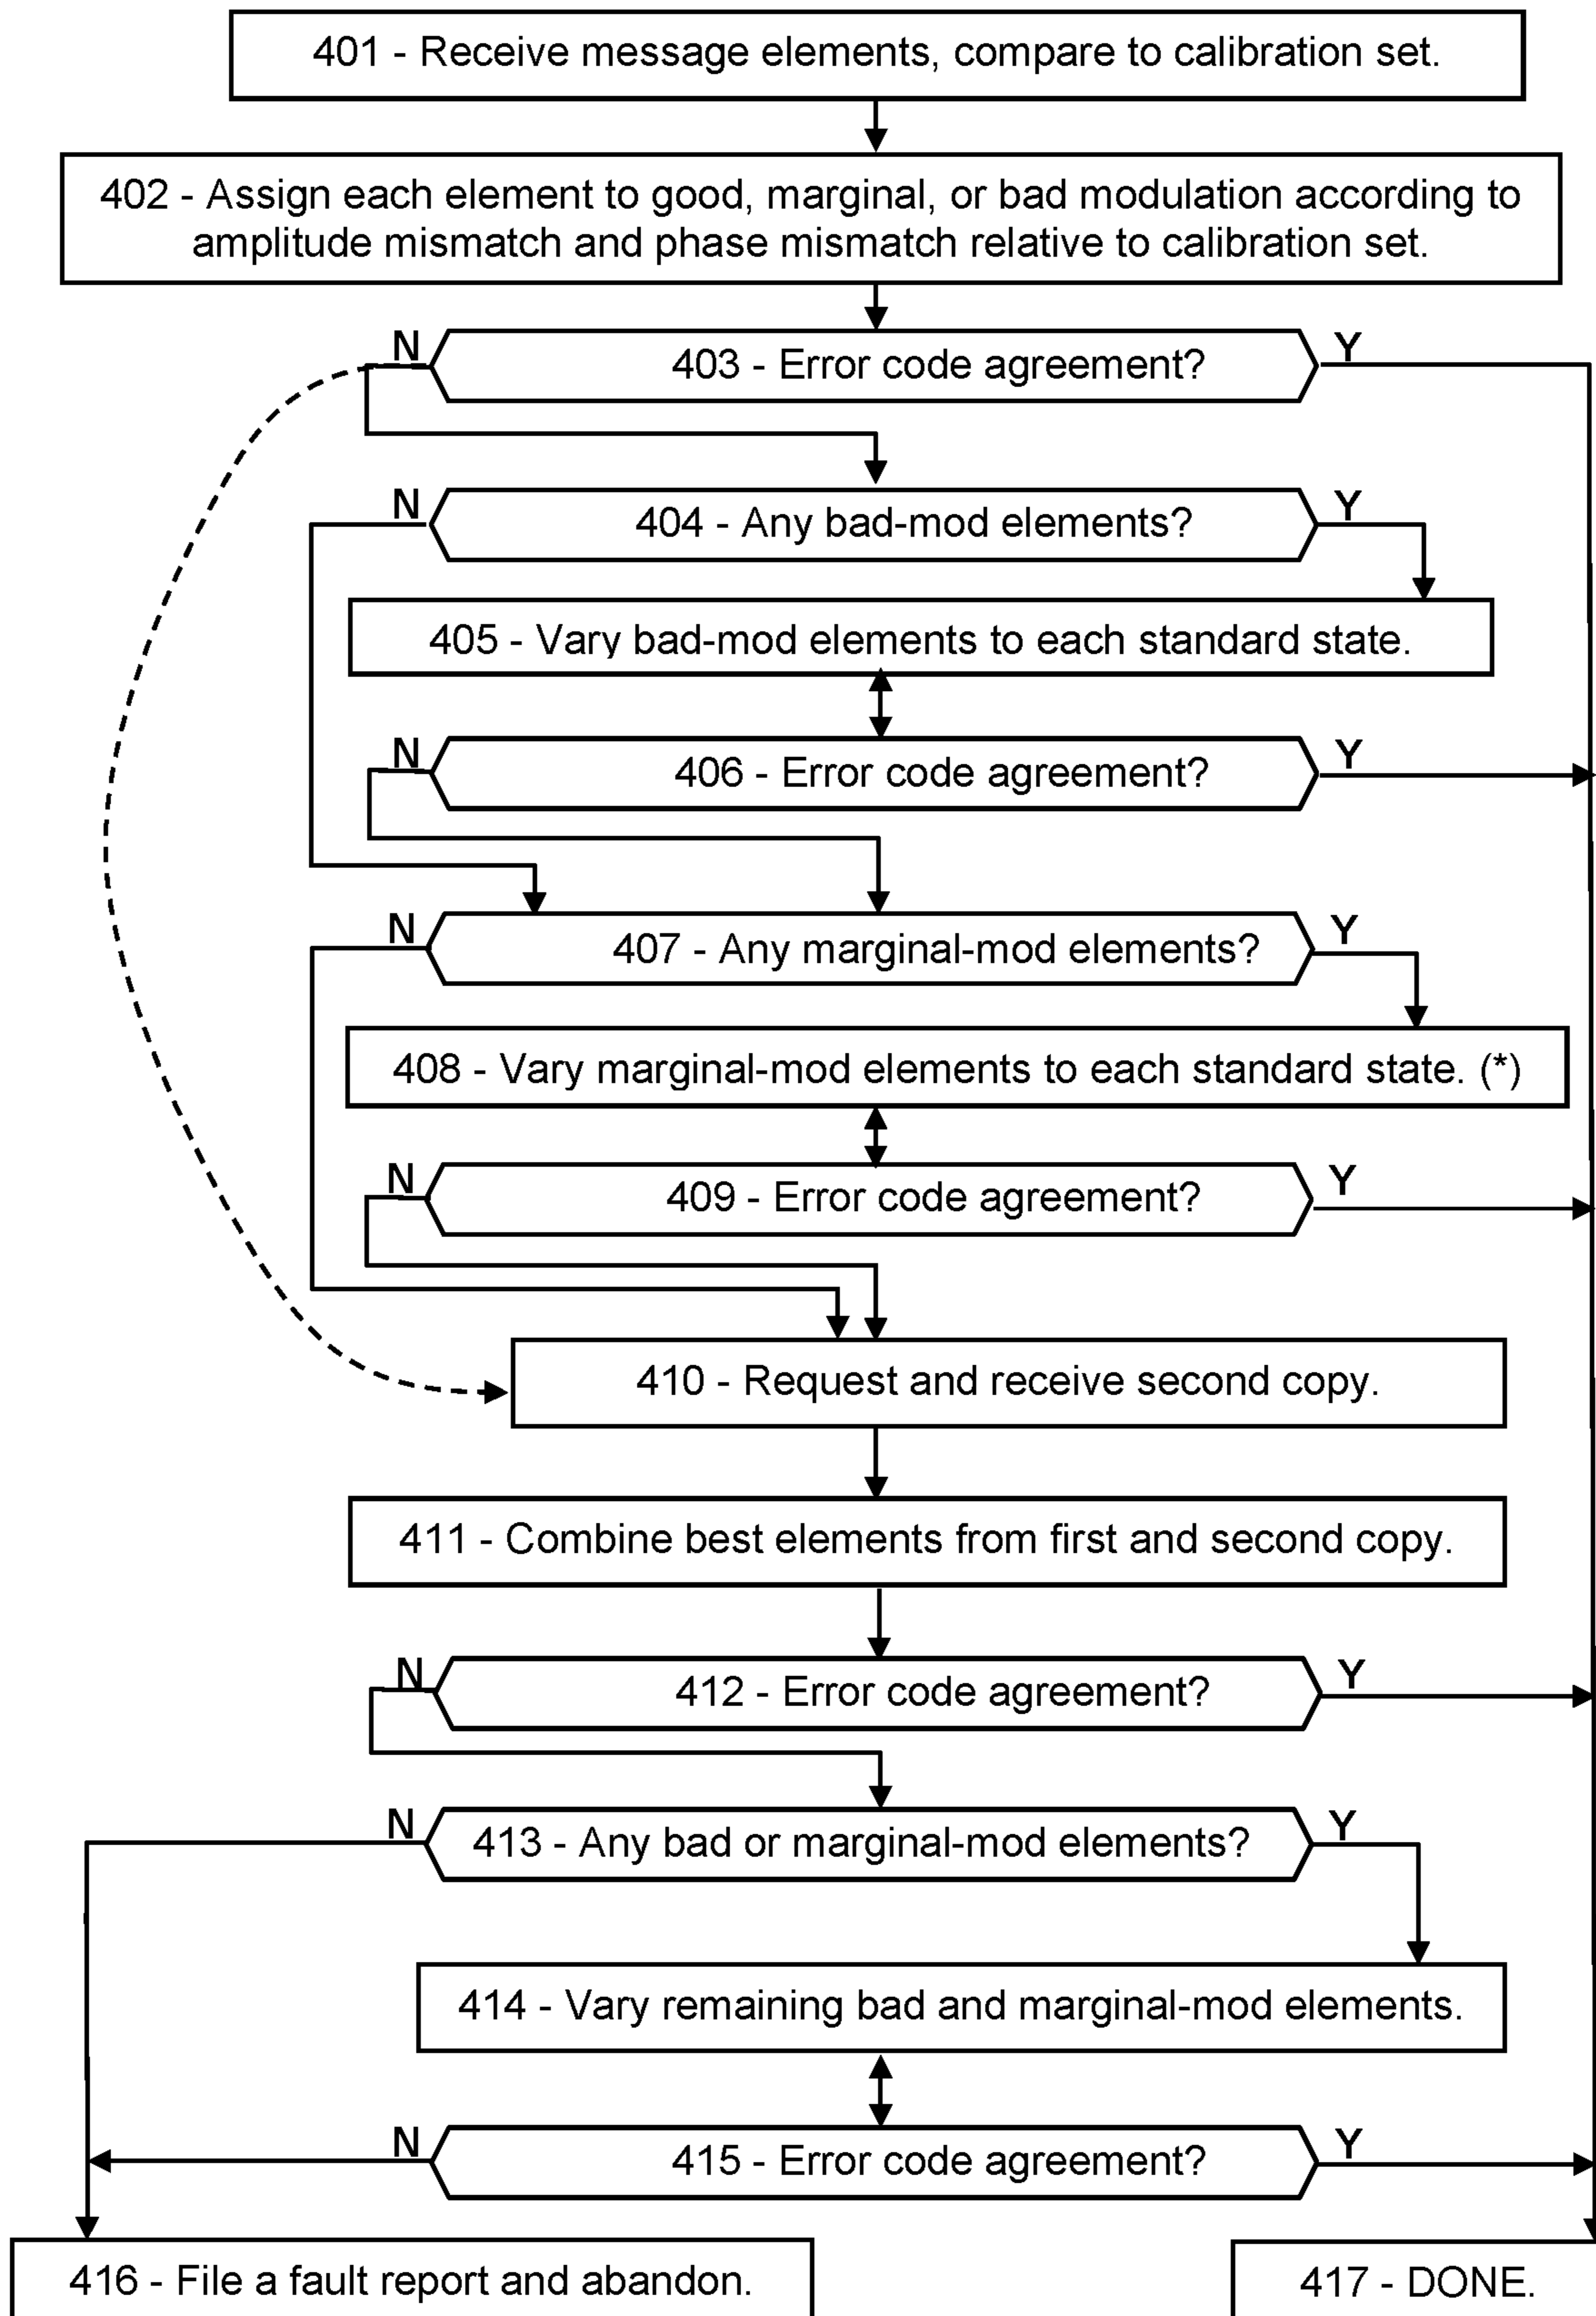 401 - Receive message elements, compare to calibration set.
402 - Assign each element to good, marginal, or bad modulation according to
amplitude mismatch and phase mismatch relative to calibration set.
N
403 - Error code agreement?
Y
N
404 - Any bad-mod elements?
Y
405 - Vary bad-mod elements to each standard state.
N
406 - Error code agreement?
Y
N
407 - Any marginal-mod elements?
Y
408 - Vary marginal-mod elements to each standard state. (*)
N
409 - Error code agreement?
Y
410 - Request and receive second copy.
411 - Combine best elements from first and second copy.
N
412 - Error code agreement?
Y
N
413 - Any bad or marginal-mod elements?
Y
414 - Vary remaining bad and marginal-mod elements.
N
415 - Error code agreement?
Y
416 - File a fault report and abandon.
417 - DONE.